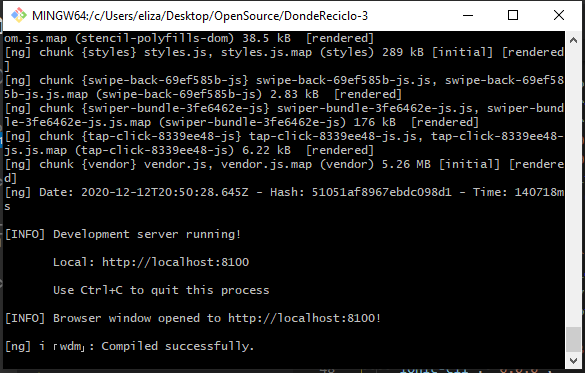 MINGW64:/c/Users/eliza/Desktop/OpenSource/DondeReciclo-3
om.js.map (stencil-polyfills-dom) 38.5 kB  [rendered]
[ng] chunk {styles} styles.js, styles.js.map (styles) 289 kB [initial] [rendered
]
[ng] chunk {swipe-back-69ef585b-js} swipe-back-69ef585b-js.js, swipe-back-69ef58
5b-js.js.map (swipe-back-69ef585b-js) 2.83 kB  [rendered]
[ng] chunk {swiper-bundle-3fe6462e-js} swiper-bundle-3fe6462e-js.js, swiper-bund
le-3fe6462e-js.js.map (swiper-bundle-3fe6462e-js) 176 kB  [rendered]
[ng] chunk {tap-click-8339ee48-js} tap-click-8339ee48-js.js, tap-click-8339ee48-
js.js.map (tap-click-8339ee48-js) 6.22 kB  [rendered]
[ng] chunk {vendor} vendor.js, vendor.js.map (vendor) 5.26 MB [initial] [rendere
d]
[ng] Date: 2020-12-12T20:50:28.645Z - Hash: 51051af8967ebdc098d1 - Time: 140718m
s
[INFO] Development server running!
Local: http://localhost:8100
Use Ctrl+C to quit this process
[INFO] Browser window opened to http://localhost:8100!
[ng] i wdm: Compiled successfully.